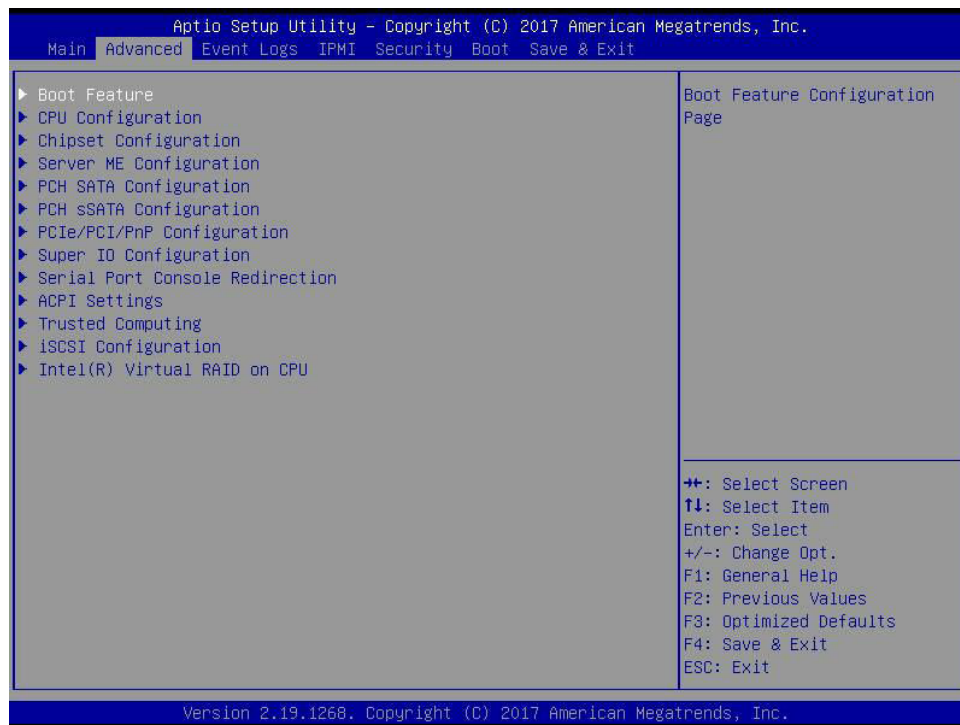 Aptio Setup Utility – Copyright (C) 2017 American Megatrends, Inc.
Main Advanced Event Logs IPMI Security Boot Save & Exit
Boot Feature
CPU Configuration
Chipset Configuration
Server ME Configuration
PCH SATA Configuration
PCH sSATA Configuration
PCIe/PCI/PnP Configuration
Super IO Configuration
Serial Port Console Redirection
ACPI Settings
Trusted Computing
iSCSI Configuration
Intel(R) Virtual RAID on CPU
Boot Feature Configuration
Page
→←: Select Screen
↑↓: Select Item
Enter: Select
+/-: Change Opt.
F1: General Help
F2: Previous Values
F3: Optimized Defaults
F4: Save & Exit
ESC: Exit
Version 2.19.1268. Copyright (C) 2017 American Megatrends, Inc.